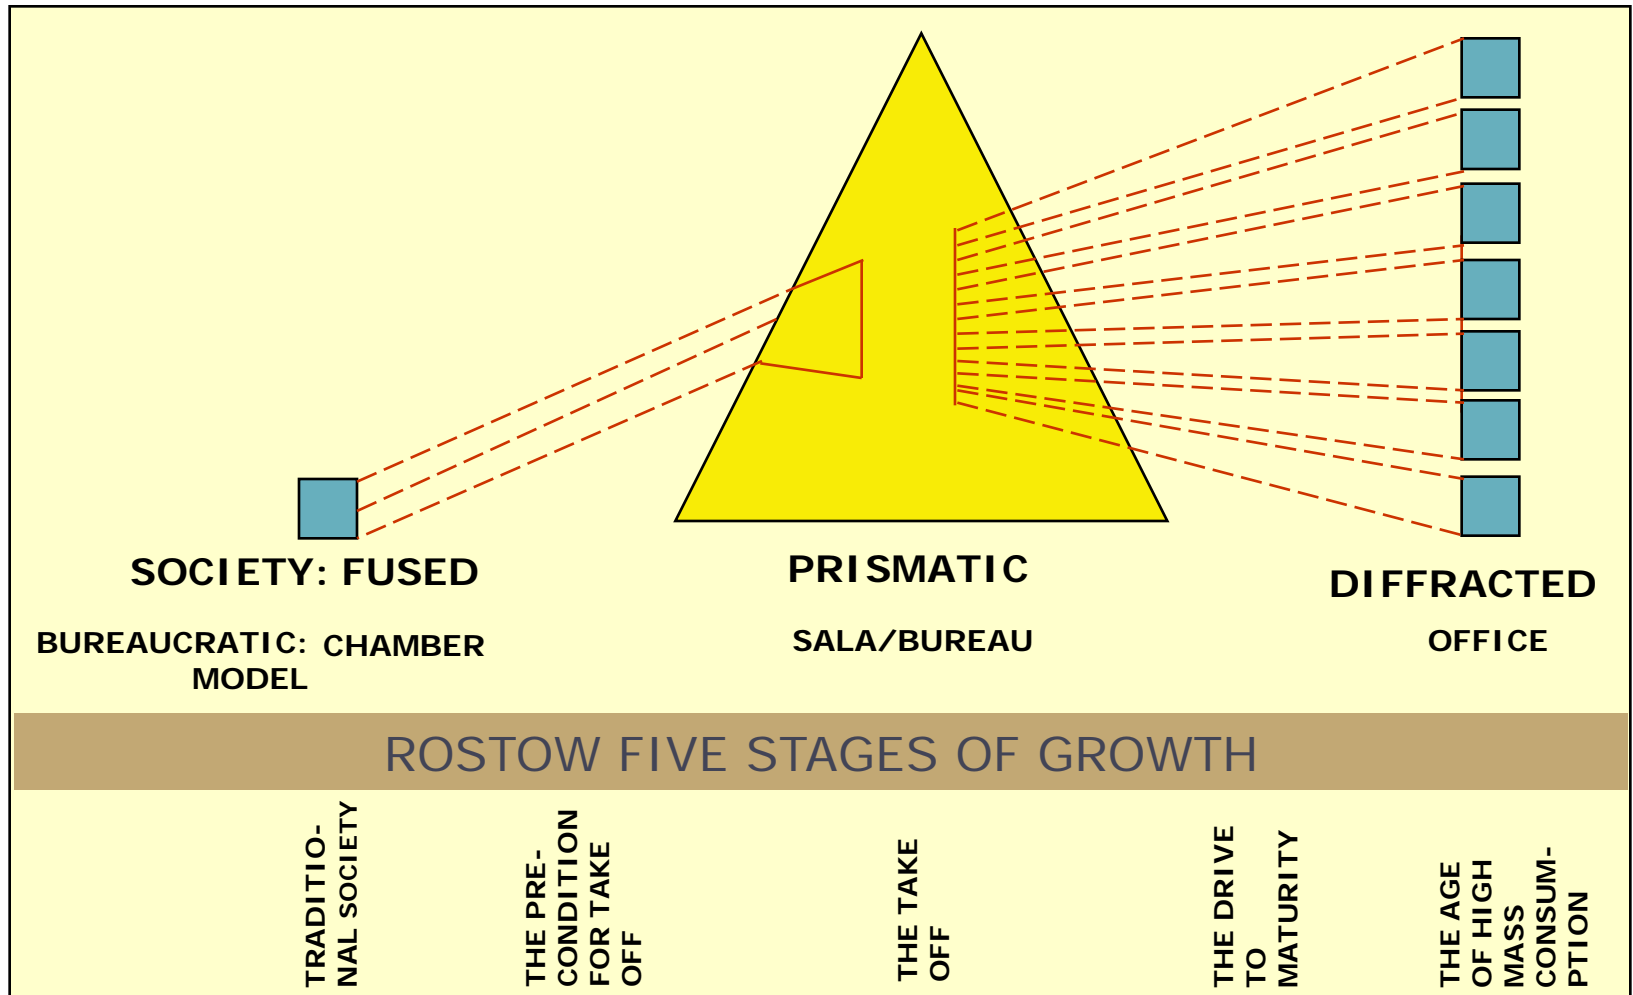 SOCIETY: FUSED
PRISMATIC
DIFFRACTED
BUREAUCRATIC:
MODEL
CHAMBER
SALA/BUREAU
OFFICE
ROSTOW FIVE STAGES OF GROWTH
TRADITIO-
NAL SOCIETY
THE PRE-
CONDITION
FOR TAKE
OFF
THE TAKE
OFF
THE DRIVE
TO
MATURITY
THE AGE
OF HIGH
MASS
CONSUM-
PTION